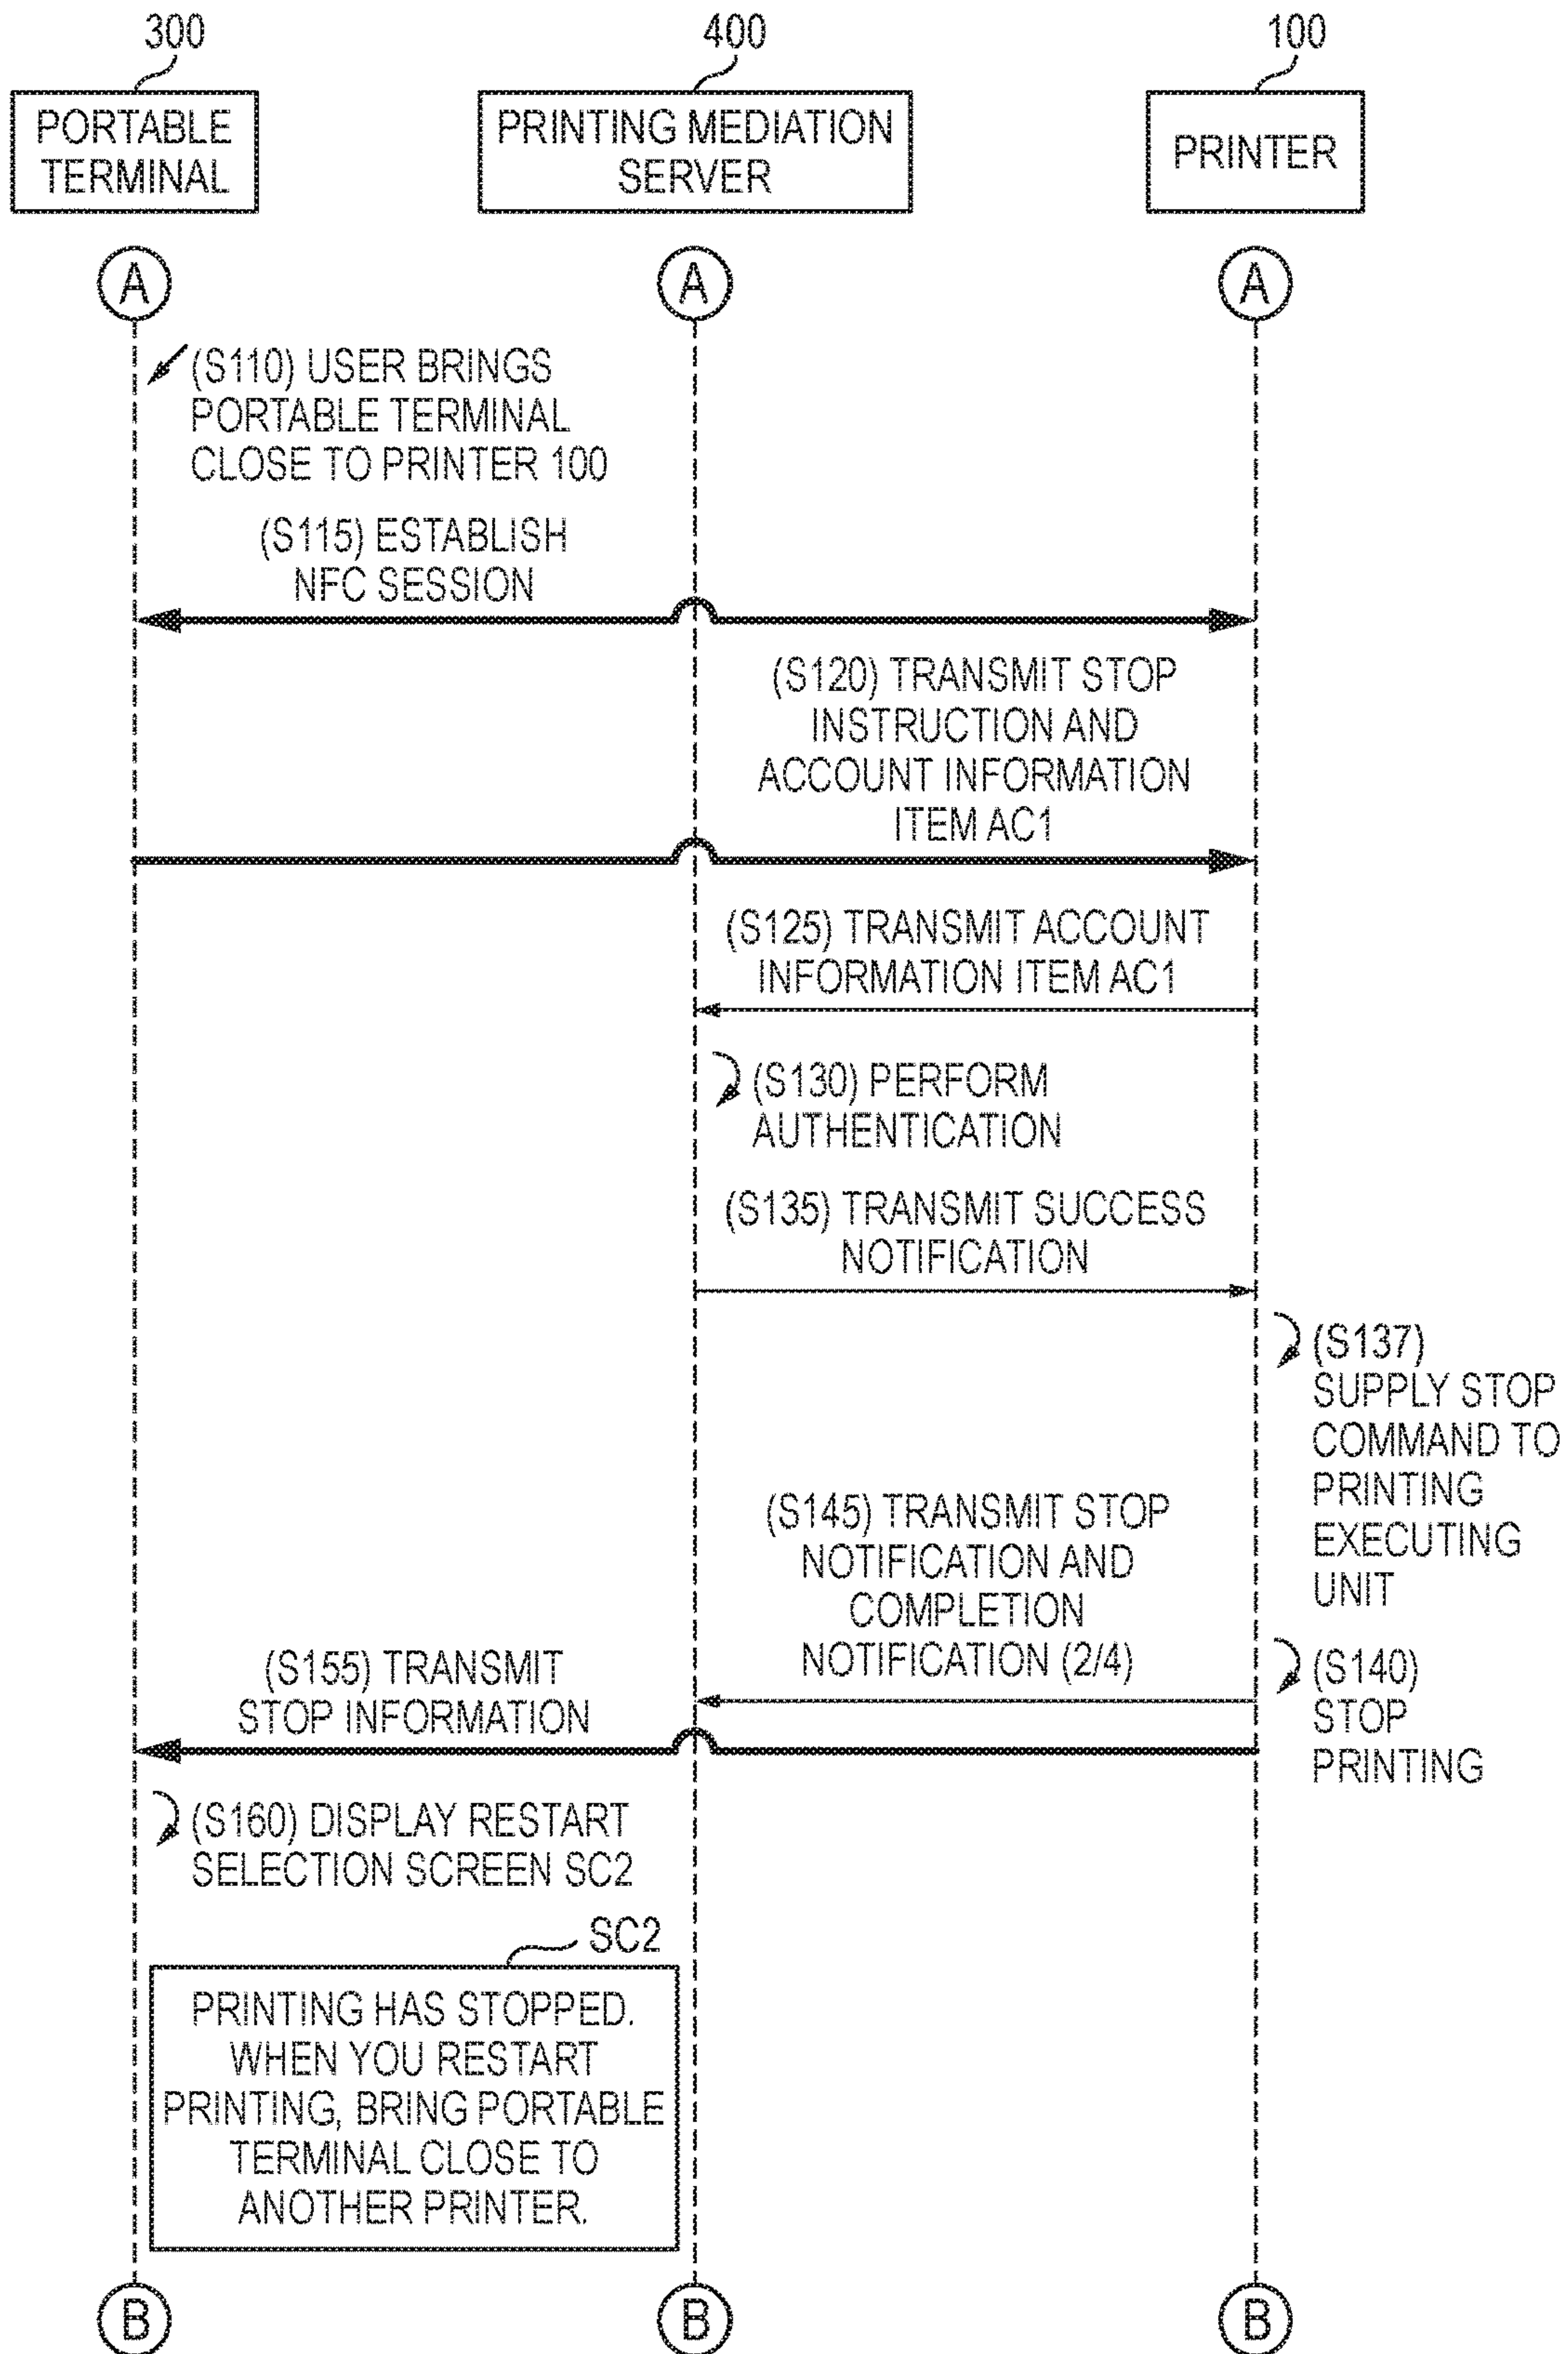 300
400
100
PORTABLE
TERMINAL
PRINTING MEDIATION
SERVER
PRINTER
A
A
A
(S110) USER BRINGS
PORTABLE TERMINAL
CLOSE TO PRINTER 100
(S115) ESTABLISH
NFC SESSION
(S120) TRANSMIT STOP
INSTRUCTION AND
ACCOUNT INFORMATION
ITEM AC1
(S125) TRANSMIT ACCOUNT
INFORMATION ITEM AC1
(S130) PERFORM
AUTHENTICATION
(S135) TRANSMIT SUCCESS
NOTIFICATION
(S137)
SUPPLY STOP
COMMAND TO
PRINTING
EXECUTING
UNIT
(S145) TRANSMIT STOP
NOTIFICATION AND
COMPLETION
NOTIFICATION (2/4)
(S140)
STOP
PRINTING
(S155) TRANSMIT
STOP INFORMATION
(S160) DISPLAY RESTART
SELECTION SCREEN SC2
SC2
PRINTING HAS STOPPED.
WHEN YOU RESTART
PRINTING, BRING PORTABLE
TERMINAL CLOSE TO
ANOTHER PRINTER.
B
B
B